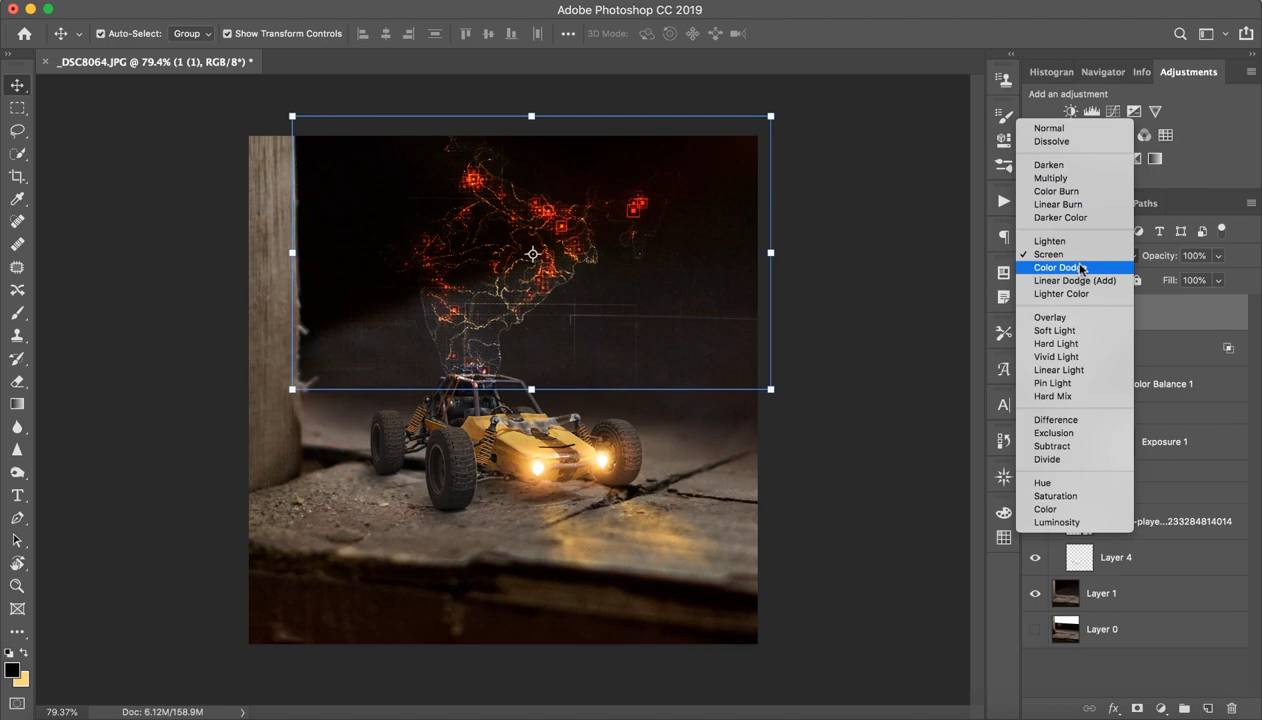 Adobe Photoshop CC 2019
Auto-Select: Group Show Transform Controls 3D Mode:
_DSC8064.JPG @ 79.4% (1 (1), RGB/8*) *
Histogran Navigator Info Adjustments
Add an adjustment
Normal
Dissolve
Darken
Multiply
Color Burn
Linear Burn
Darker Color
Lighten
Screen
Color Dodge
Linear Dodge (Add)
Lighter Color
Overlay
Soft Light
Hard Light
Vivid Light
Linear Light
Pin Light
Hard Mix
Difference
Exclusion
Subtract
Divide
Hue
Saturation
Color
Luminosity
Paths
Opacity: 100%
Fill: 100%
olor Balance 1
Exposure 1
-playe...233284814014
Layer 4
Layer 1
Layer 0
79.37% Doc: 6.12M/158.9M